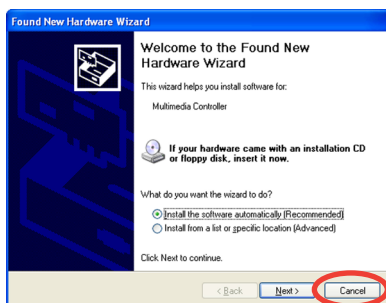 Found New Hardware Wizard
Welcome to the Found New
Hardware Wizard
This wizard helps you install software for:
Multimedia Controller
If your hardware came with an installation CD
or floppy disk, insert it now.
What do you want the wizard to do?
Install the software automatically (Recommended)
Install from a list or specific location (Advanced)
Click Next to continue.
< Back Next > Cancel